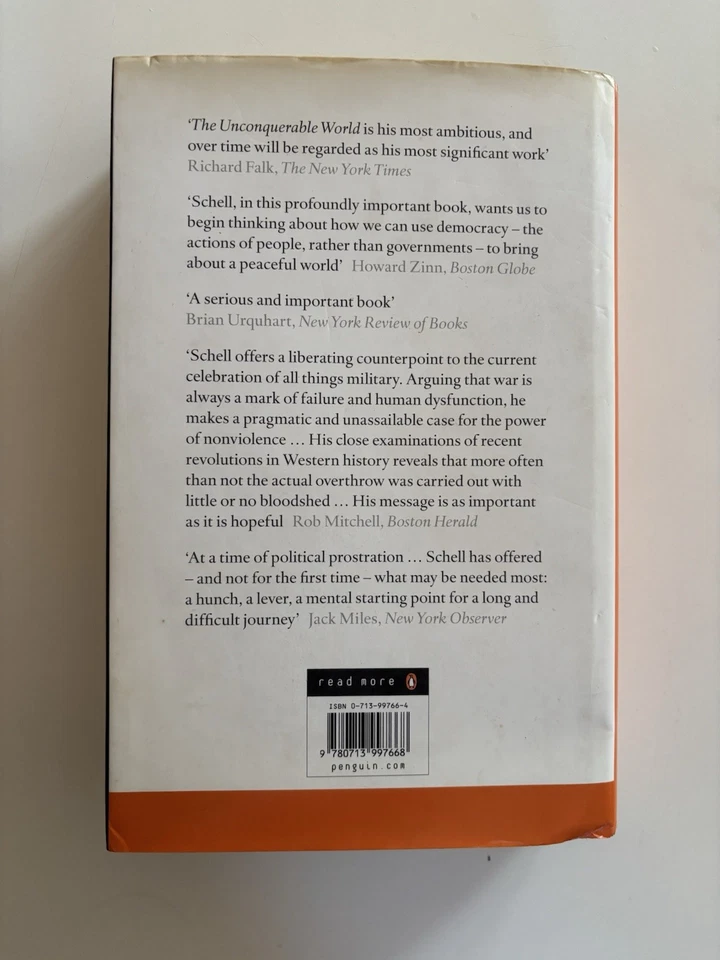 ‘The Unconquerable World is his most ambitious, and
over time will be regarded as his most significant work’
Richard Falk, The New York Times
‘Schell, in this profoundly important book, wants us to
begin thinking about how we can use democracy – the
actions of people, rather than governments – to bring
about a peaceful world’ Howard Zinn, Boston Globe
‘A serious and important book’
Brian Urquhart, New York Review of Books
‘Schell offers a liberating counterpoint to the current
celebration of all things military. Arguing that war is
always a mark of failure and human dysfunction, he
makes a pragmatic and unassailable case for the power
of nonviolence … His close examinations of recent
revolutions in Western history reveals that more often
than not the actual overthrow was carried out with
little or no bloodshed … His message is as important
as it is hopeful Rob Mitchell, Boston Herald
‘At a time of political prostration … Schell has offered
– and not for the first time – what may be needed most:
a hunch, a lever, a mental starting point for a long and
difficult journey’ Jack Miles, New York Observer
read more
ISBN 0-713-99766-4
9 780713 997668
penguin.com